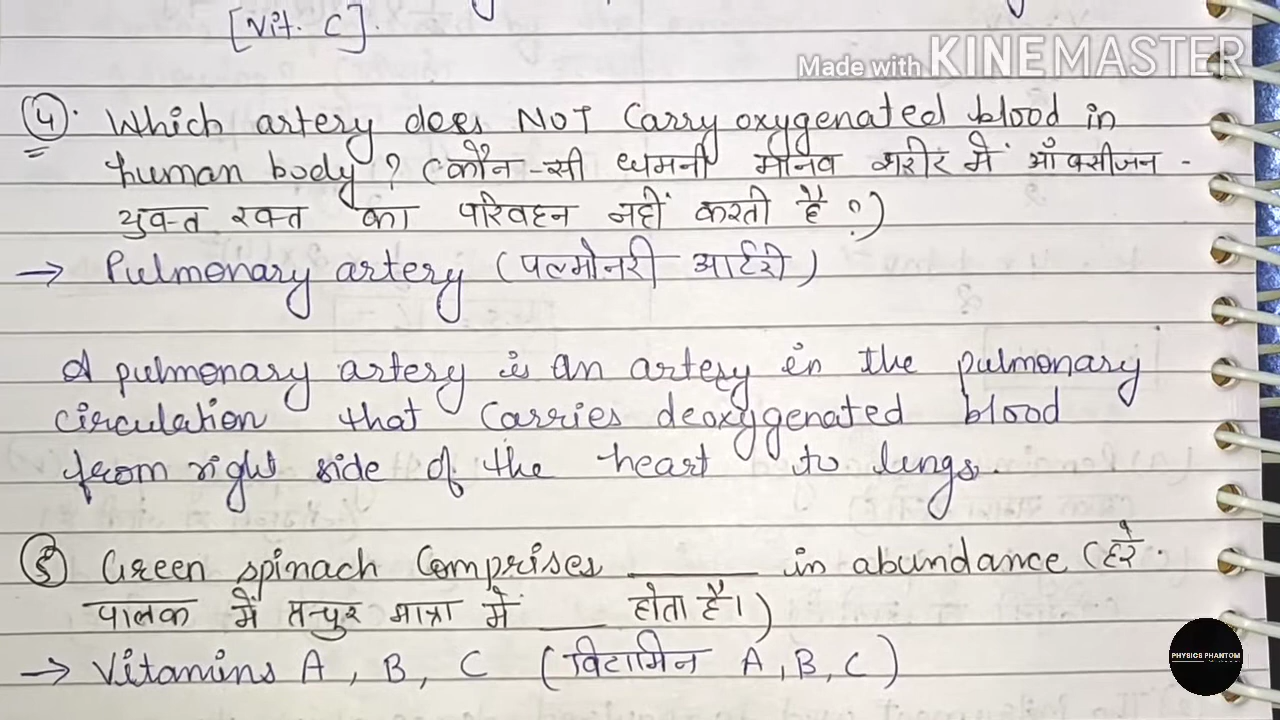 [Vit. C].
Made with KINEMASTER
④. Which artery does NOT Carry oxygenated blood in
human body? (कौन-सी धमनी मानव शरीर में ऑक्सीजन -
युक्त रक्त का परिवहन नहीं करती है?)
→ Pulmonary artery (पल्मोनरी आर्टरी)
A pulmonary artery is an artery in the pulmonary
circulation that Carries deoxygenated blood
from right side of the heart to lungs.
⑤ Green spinach Comprises ______ in abundance (हरे
पालक में प्रचुर मात्रा में ____ होता है।)
→ Vitamins A, B, C (विटामिन A, B, C)
PHYSICS PHANTOM